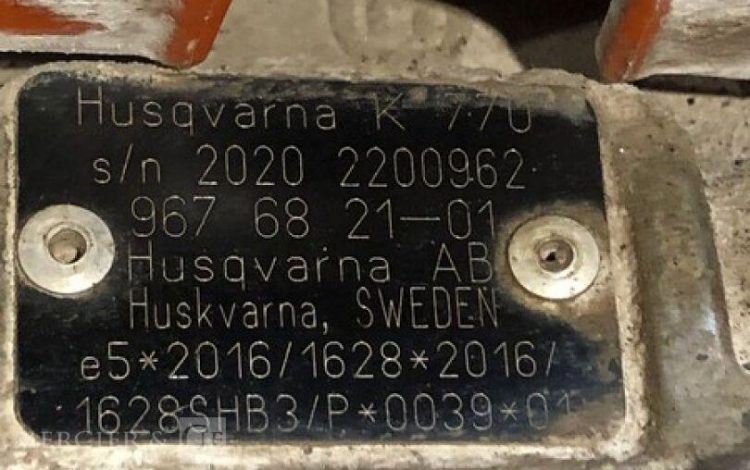 Husqvarna K 770
s/n 2020 2200962
967 68 21-01
Husqvarna AB
Huskvarna, SWEDEN
e5*2016/1628*2016/
1628SHB3/P*0039*01